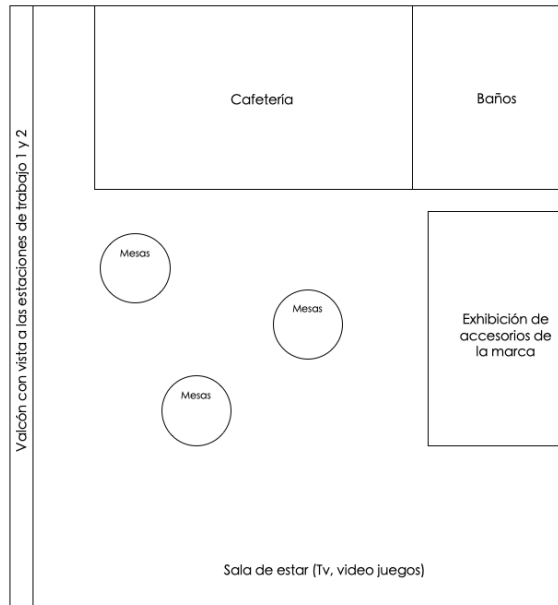 Cafetería
Baños
Valcón con vista a las estaciones de trabajo 1 y 2
Mesas
Mesas
Mesas
Exhibición de
accesorios de
la marca
Sala de estar (Tv, video juegos)